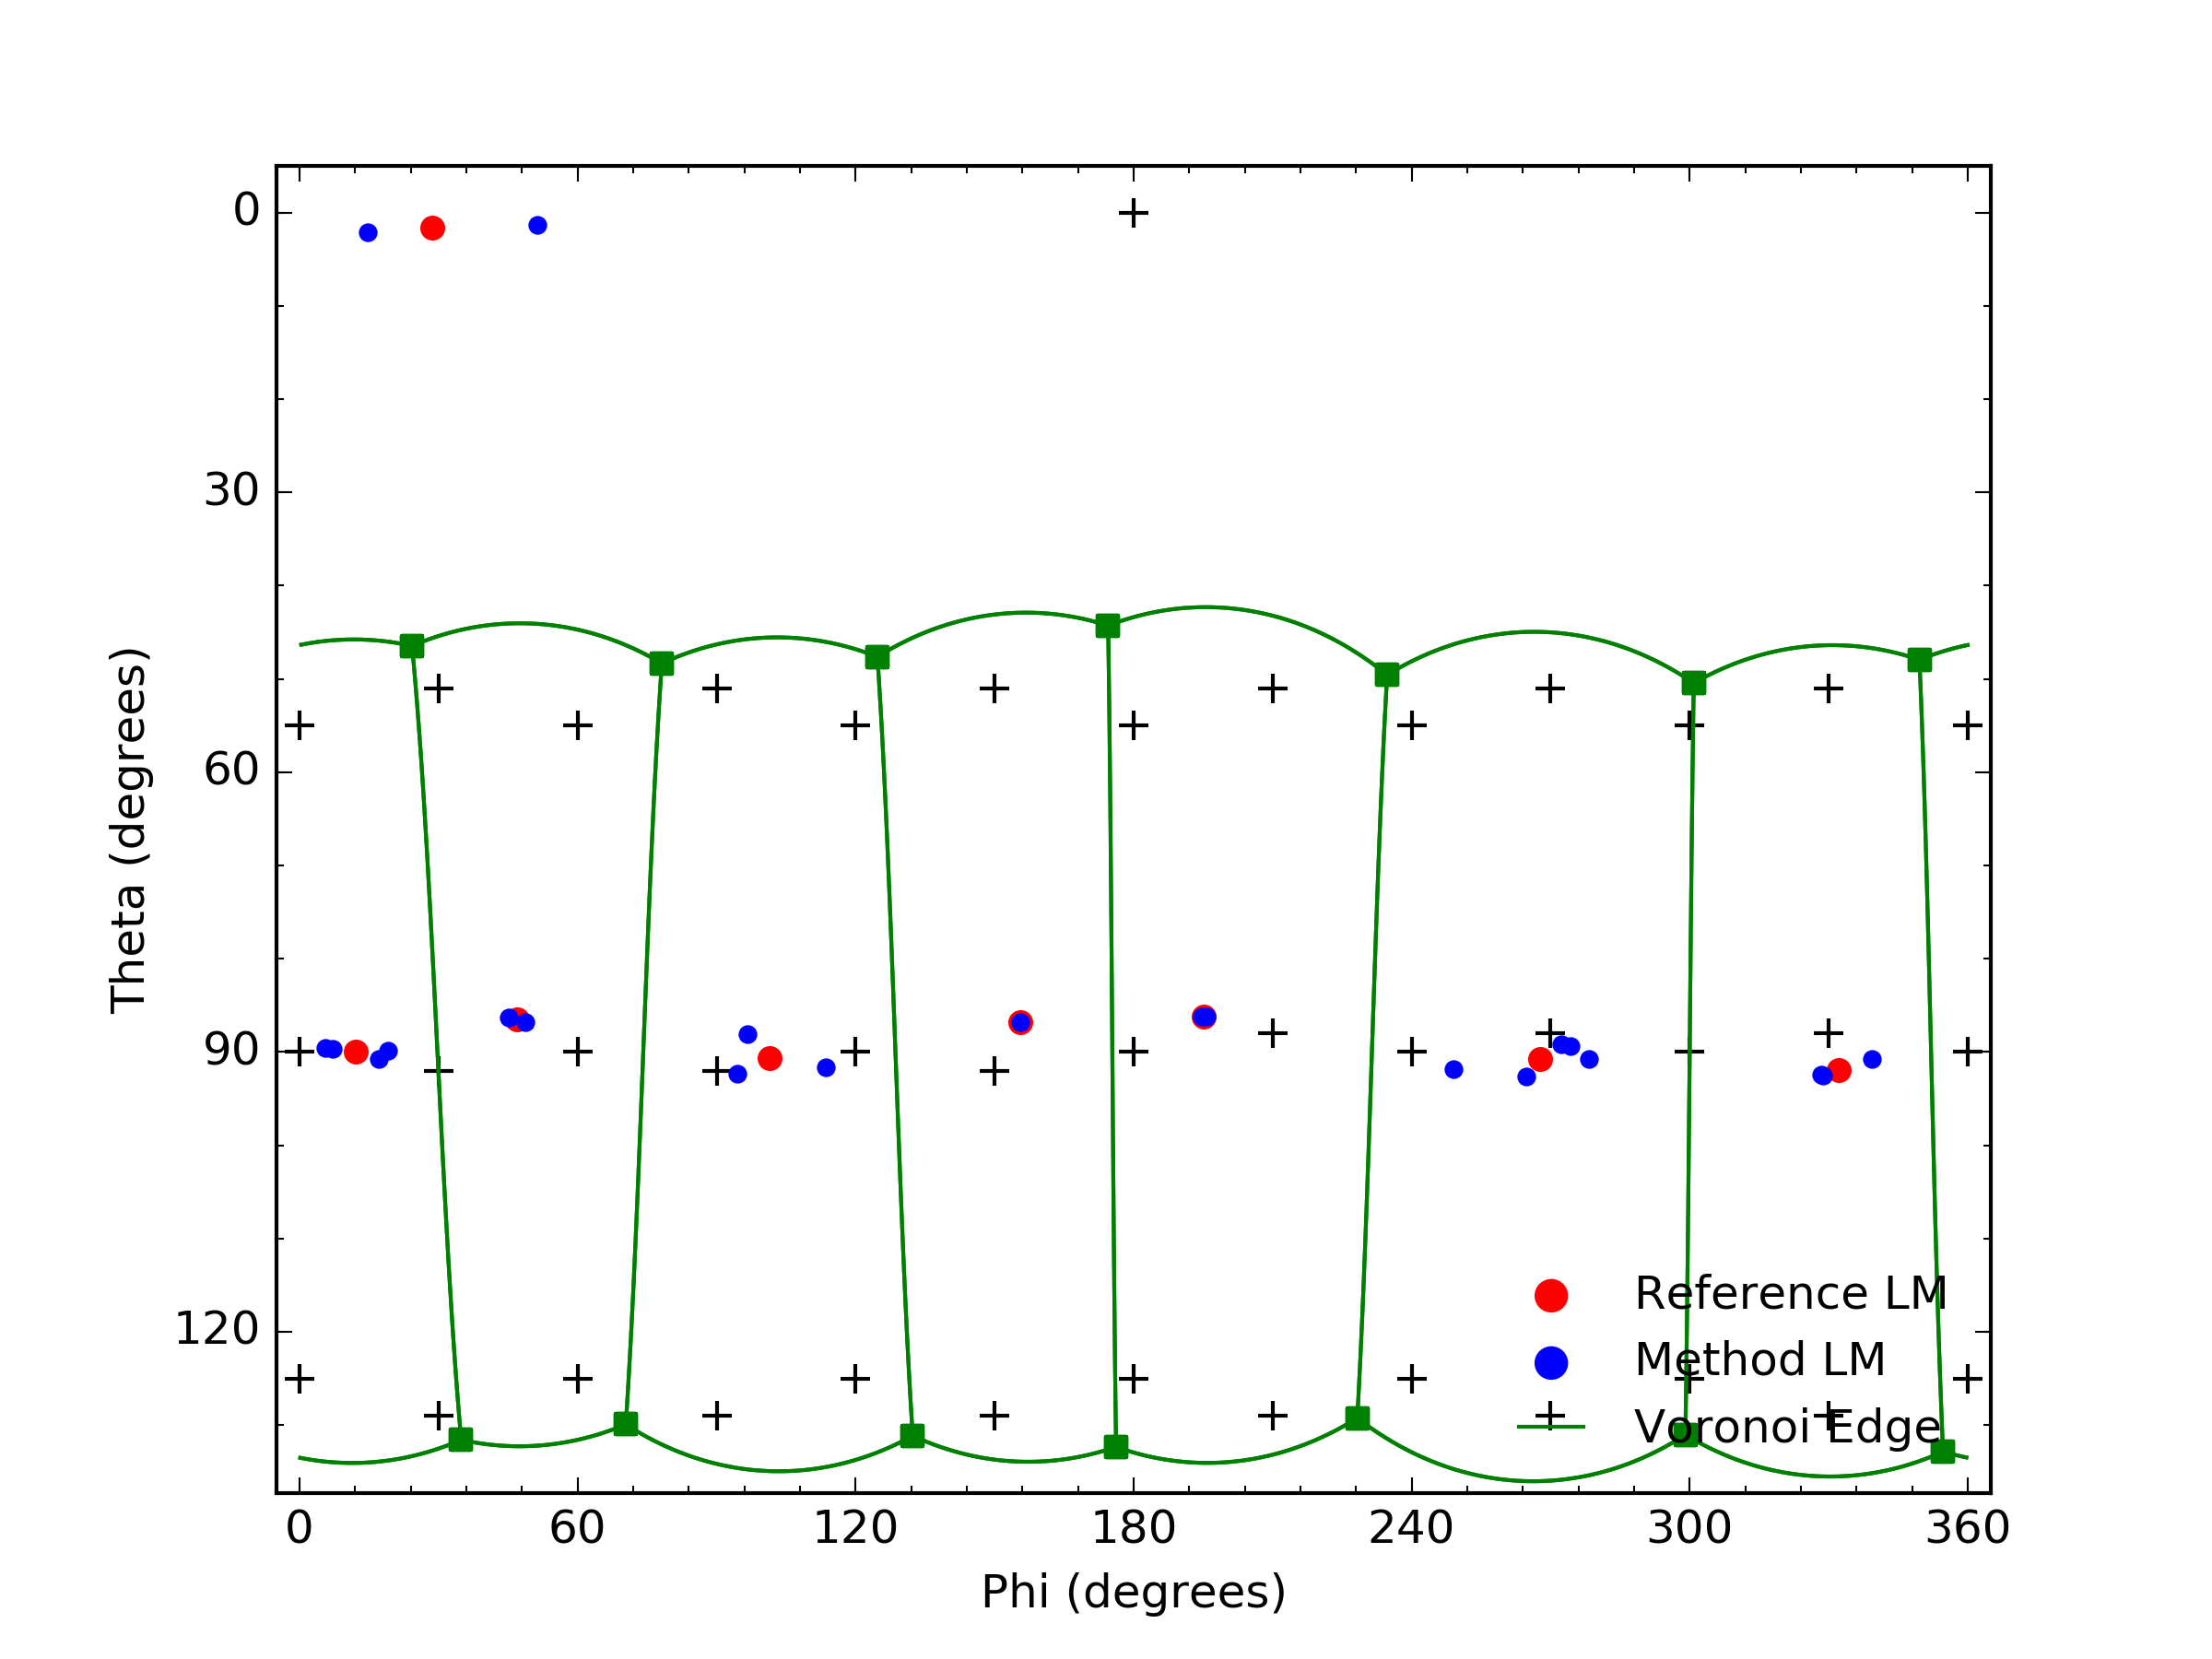 0
30
60
90
120
Theta (degrees)
Reference LM
Method LM
Voronoi Edge
0 60 120 180 240 300 360
Phi (degrees)